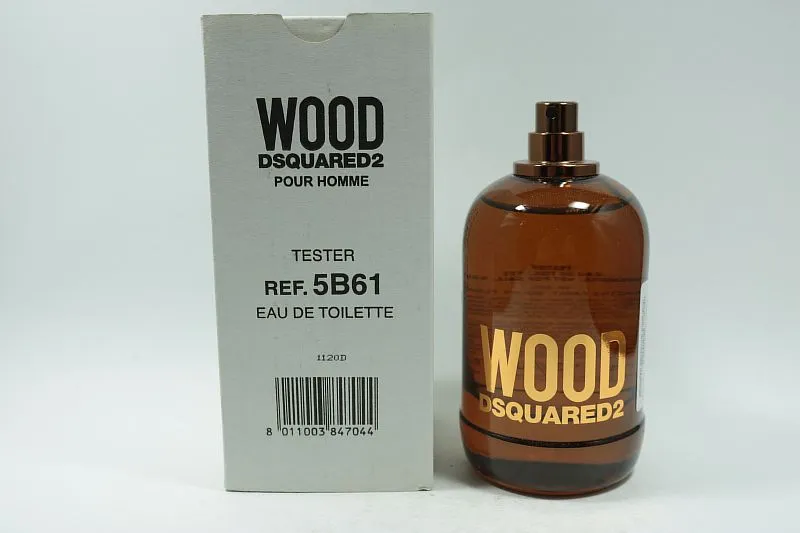 WOOD
DSQUARED2
POUR HOMME
TESTER
REF. 5B61
EAU DE TOILETTE
1120D
8 011003 847044
WOOD
DSQUARED2